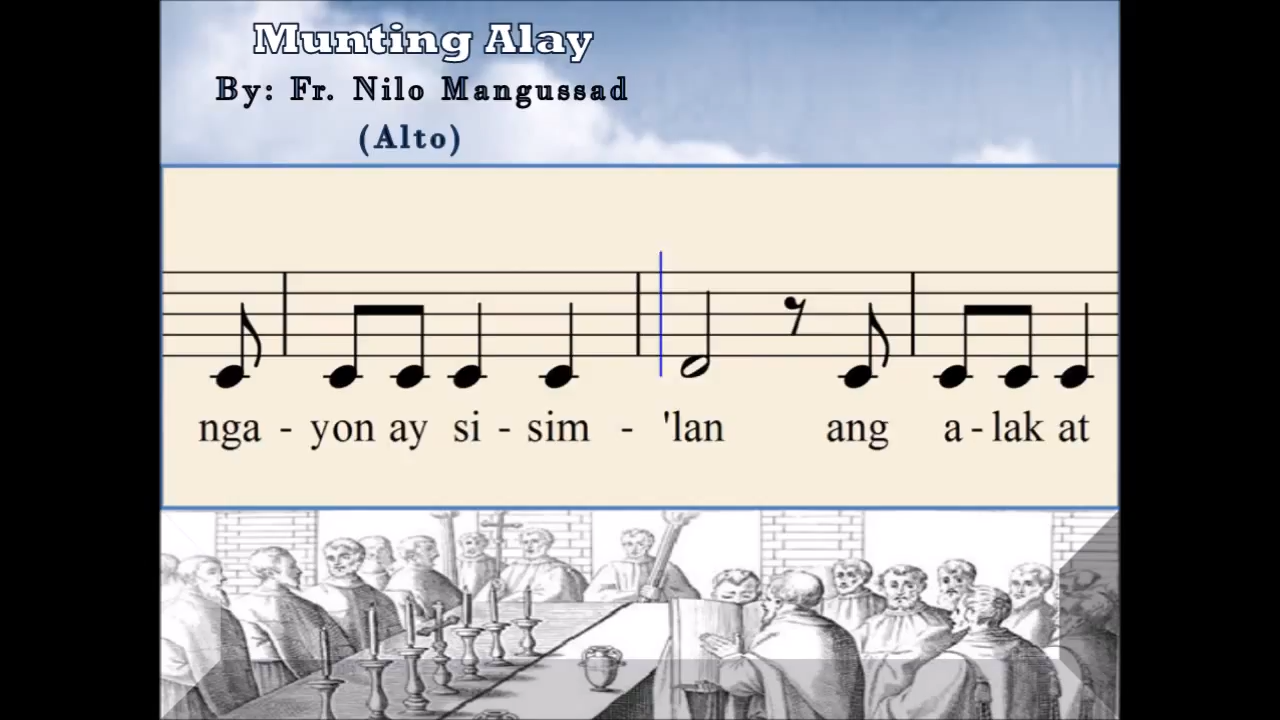 Munting Alay
By: Fr. Nilo Mangussad
(Alto)
nga - yon ay si - sim - 'lan ang a - lak at